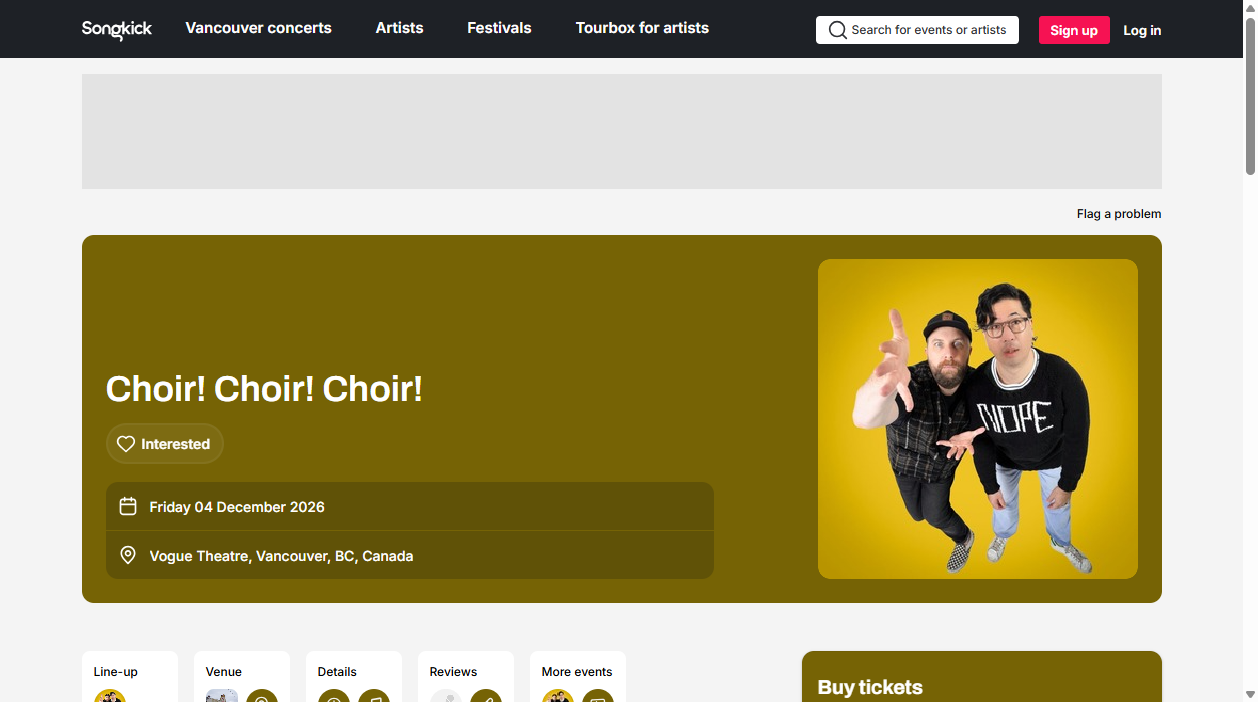 Songkick
Vancouver concerts
Artists
Festivals
Tourbox for artists
Search for events or artists
Sign up
Log in
Flag a problem
Choir! Choir! Choir!
Interested
Friday 04 December 2026
Vogue Theatre, Vancouver, BC, Canada
NOPE
Line-up
Venue
Details
Reviews
More events
Buy tickets